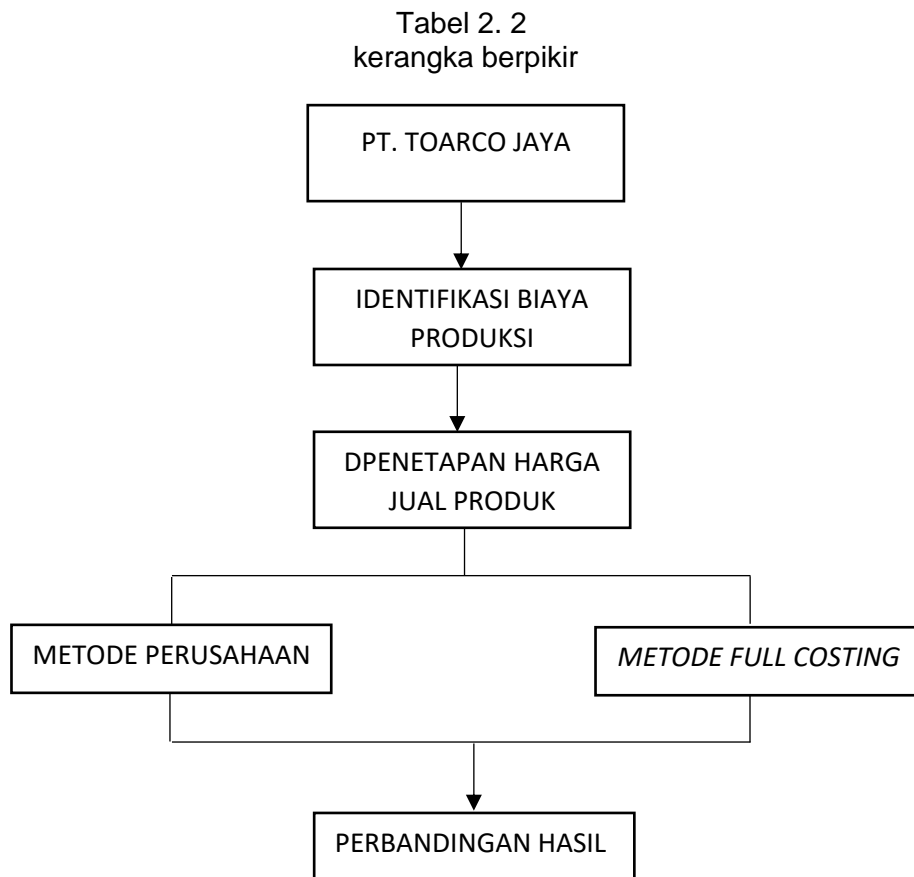 Tabel 2. 2
kerangka berpikir
PT. TOARCO JAYA
IDENTIFIKASI BIAYA
PRODUKSI
DPENETAPAN HARGA
JUAL PRODUK
METODE PERUSAHAAN
METODE FULL COSTING
PERBANDINGAN HASIL